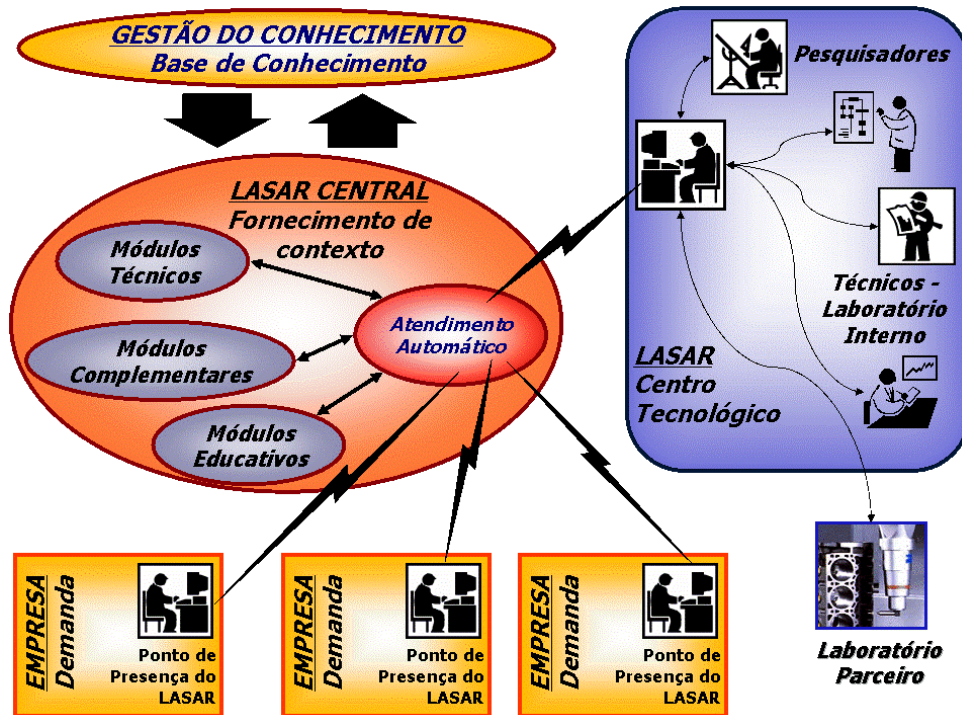 GESTÃO DO CONHECIMENTO
Base de Conhecimento
LASAR CENTRAL
Fornecimento de
contexto
Módulos
Técnicos
Módulos
Complementares
Módulos
Educativos
Atendimento
Automático
Pesquisadores
Técnicos -
Laboratório
Interno
LASAR
Centro
Tecnológico
Laboratório
Parceiro
EMPRESA
Demanda
Ponto de
Presença do
LASAR
EMPRESA
Demanda
Ponto de
Presença do
LASAR
EMPRESA
Demanda
Ponto de
Presença do
LASAR